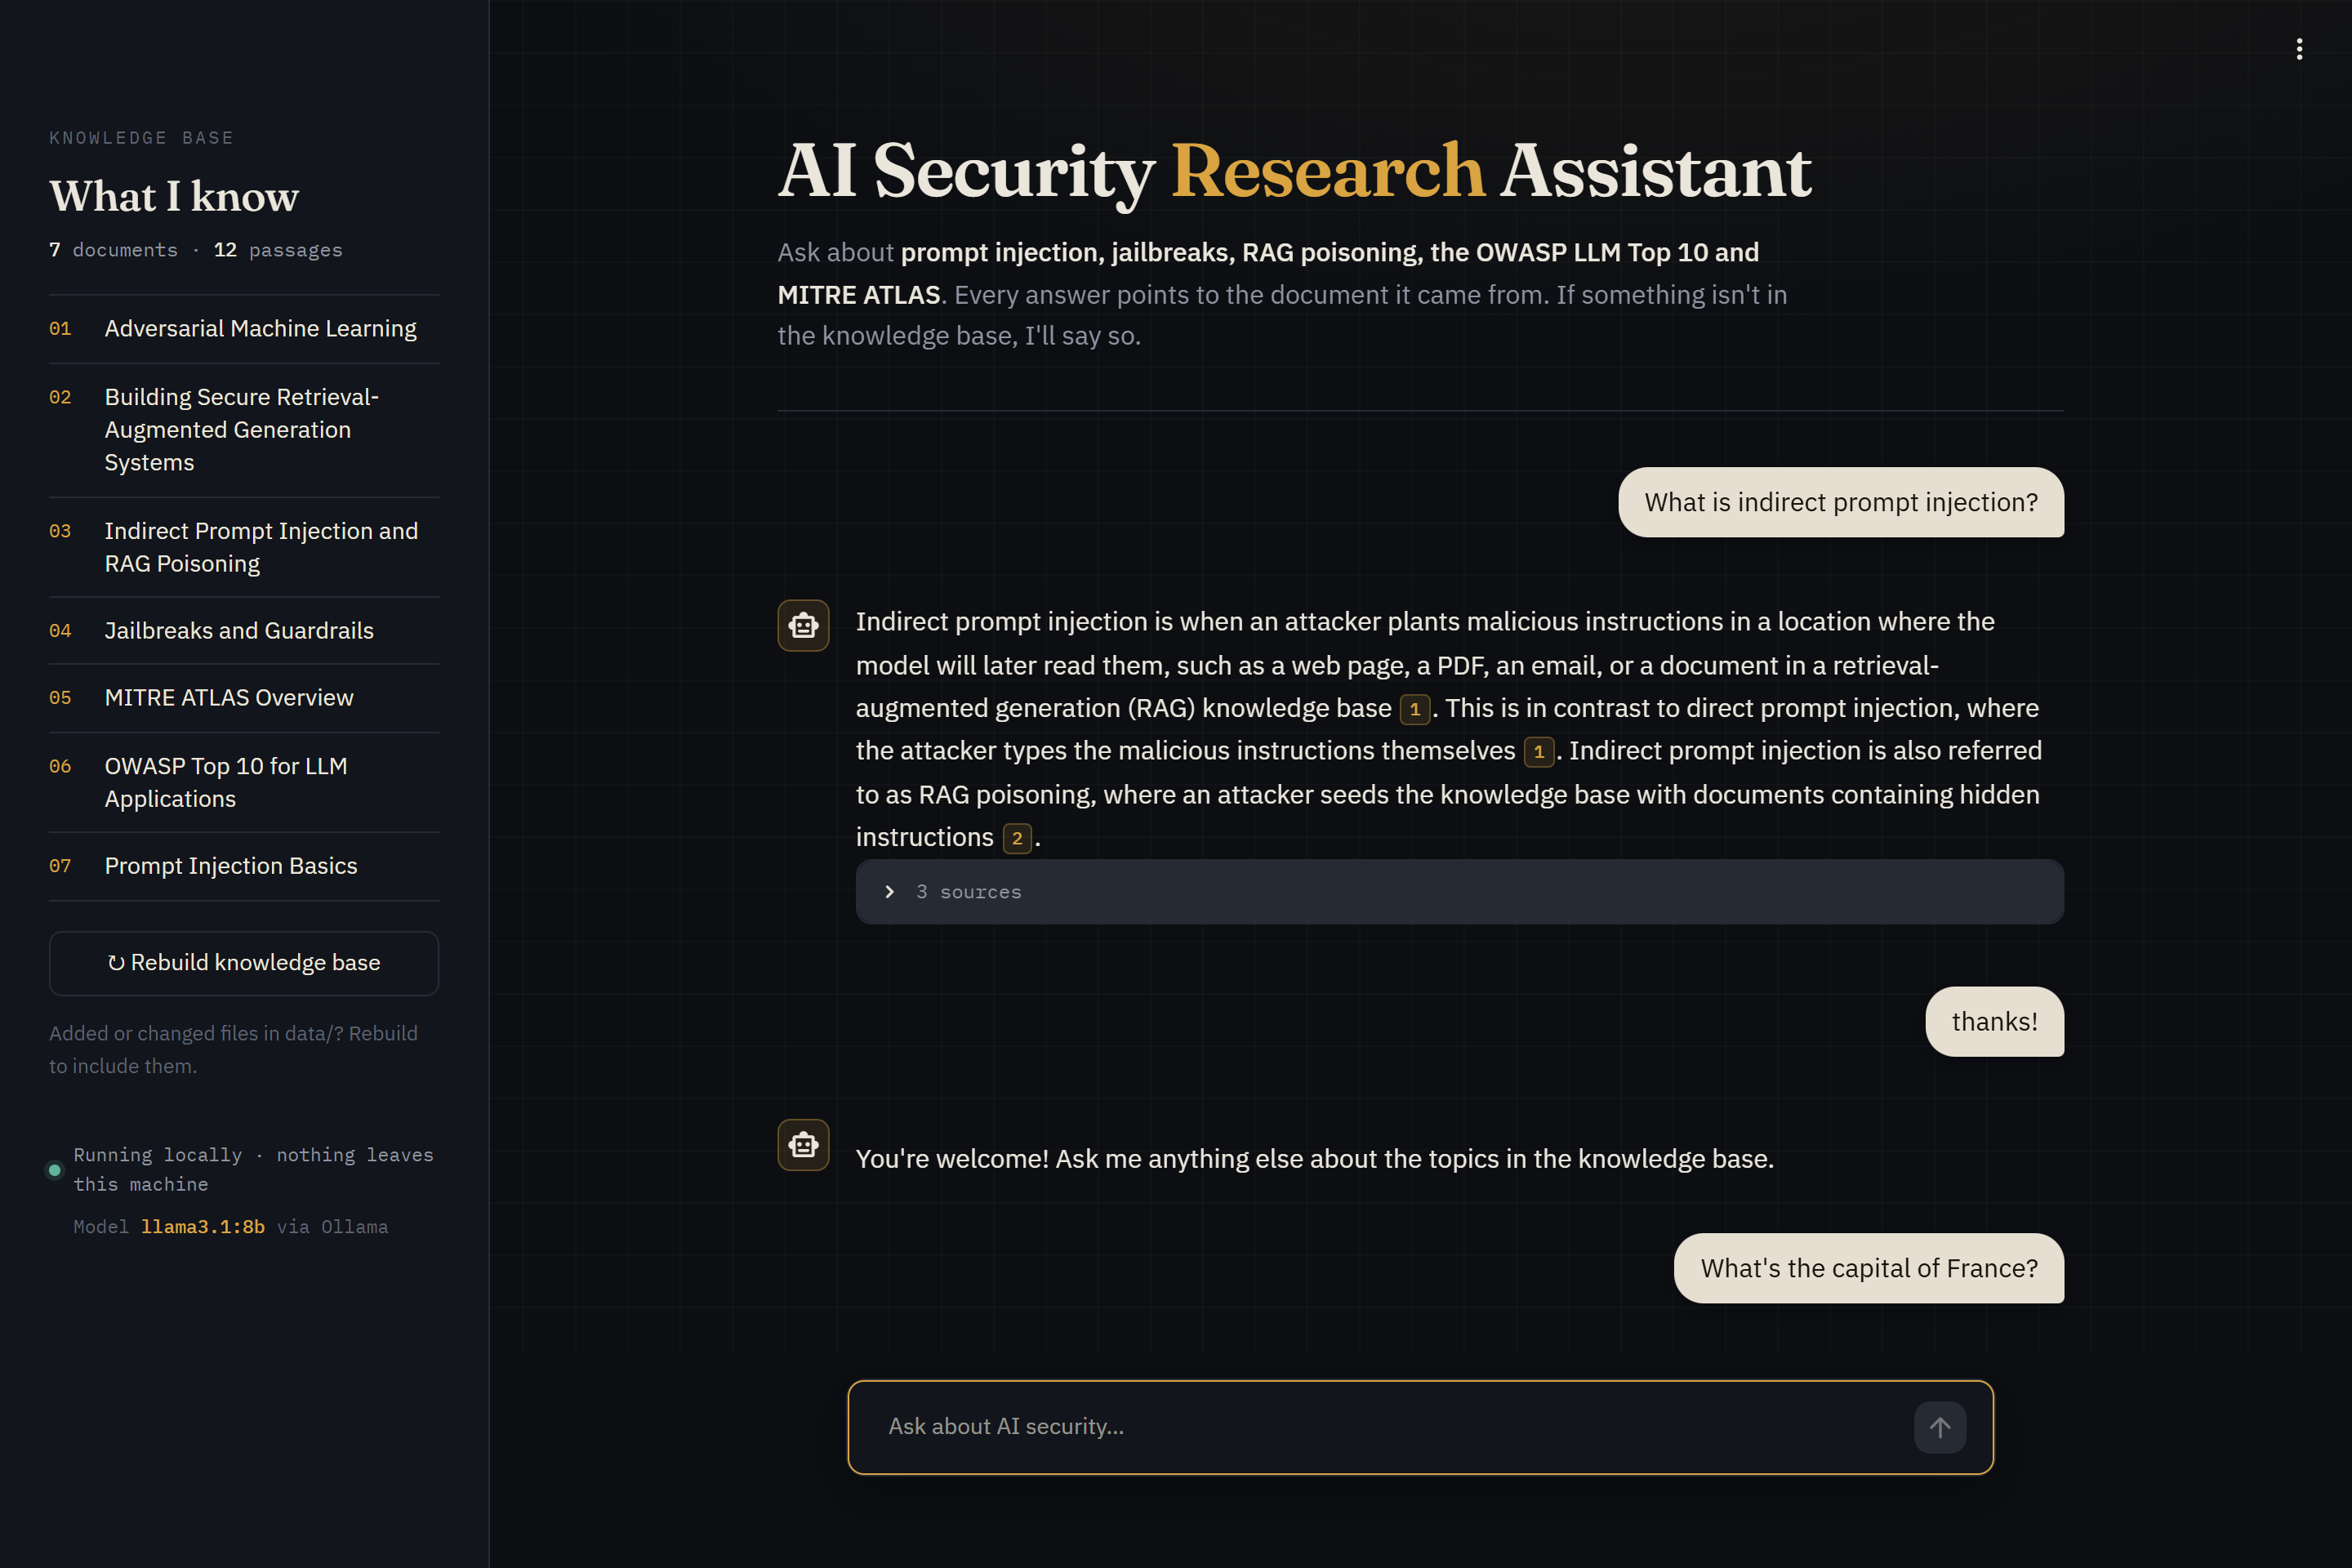 KNOWLEDGE BASE
What I know
7 documents · 12 passages
01 Adversarial Machine Learning
02 Building Secure Retrieval-
Augmented Generation
Systems
03 Indirect Prompt Injection and
RAG Poisoning
04 Jailbreaks and Guardrails
05 MITRE ATLAS Overview
06 OWASP Top 10 for LLM
Applications
07 Prompt Injection Basics
↻ Rebuild knowledge base
Added or changed files in data/? Rebuild
to include them.
Running locally · nothing leaves
this machine
Model llama3.1:8b via Ollama
AI Security Research Assistant
Ask about prompt injection, jailbreaks, RAG poisoning, the OWASP LLM Top 10 and
MITRE ATLAS. Every answer points to the document it came from. If something isn't in
the knowledge base, I'll say so.
What is indirect prompt injection?
Indirect prompt injection is when an attacker plants malicious instructions in a location where the
model will later read them, such as a web page, a PDF, an email, or a document in a retrieval-
augmented generation (RAG) knowledge base 1. This is in contrast to direct prompt injection, where
the attacker types the malicious instructions themselves 1. Indirect prompt injection is also referred
to as RAG poisoning, where an attacker seeds the knowledge base with documents containing hidden
instructions 2.
3 sources
thanks!
You're welcome! Ask me anything else about the topics in the knowledge base.
What's the capital of France?
Ask about AI security...